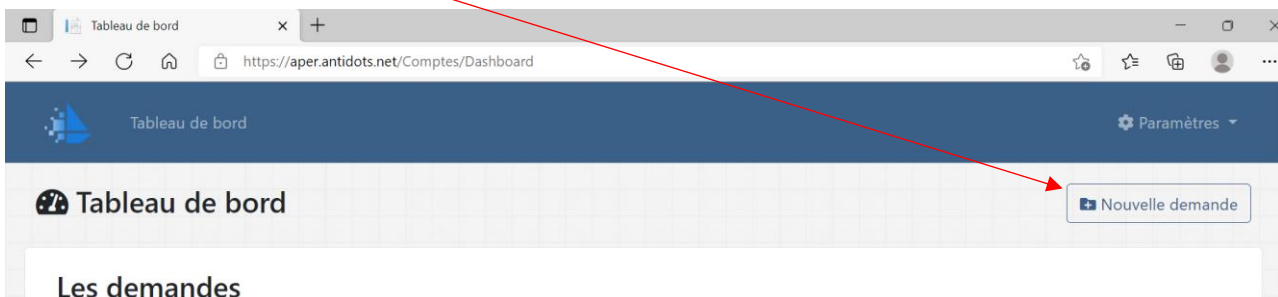 Tableau de bord
https://aper.antidots.net/Comptes/Dashboard
Tableau de bord Paramètres
Tableau de bord Nouvelle demande
Les demandes